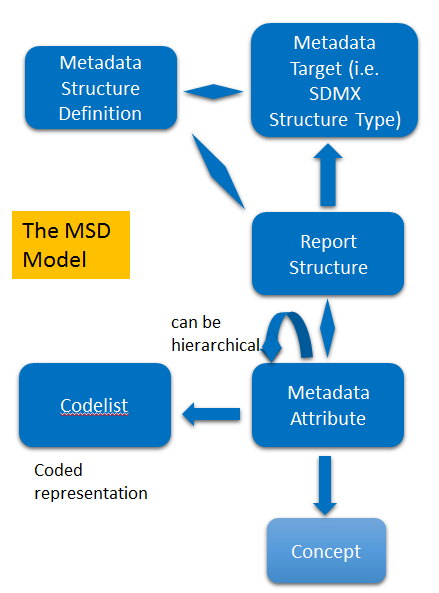 Metadata
Structure
Definition
Metadata
Target (i.e.
SDMX
Structure Type)
The MSD
Model
Report
Structure
can be
hierarchical
Codelist
Metadata
Attribute
Coded
representation
Concept